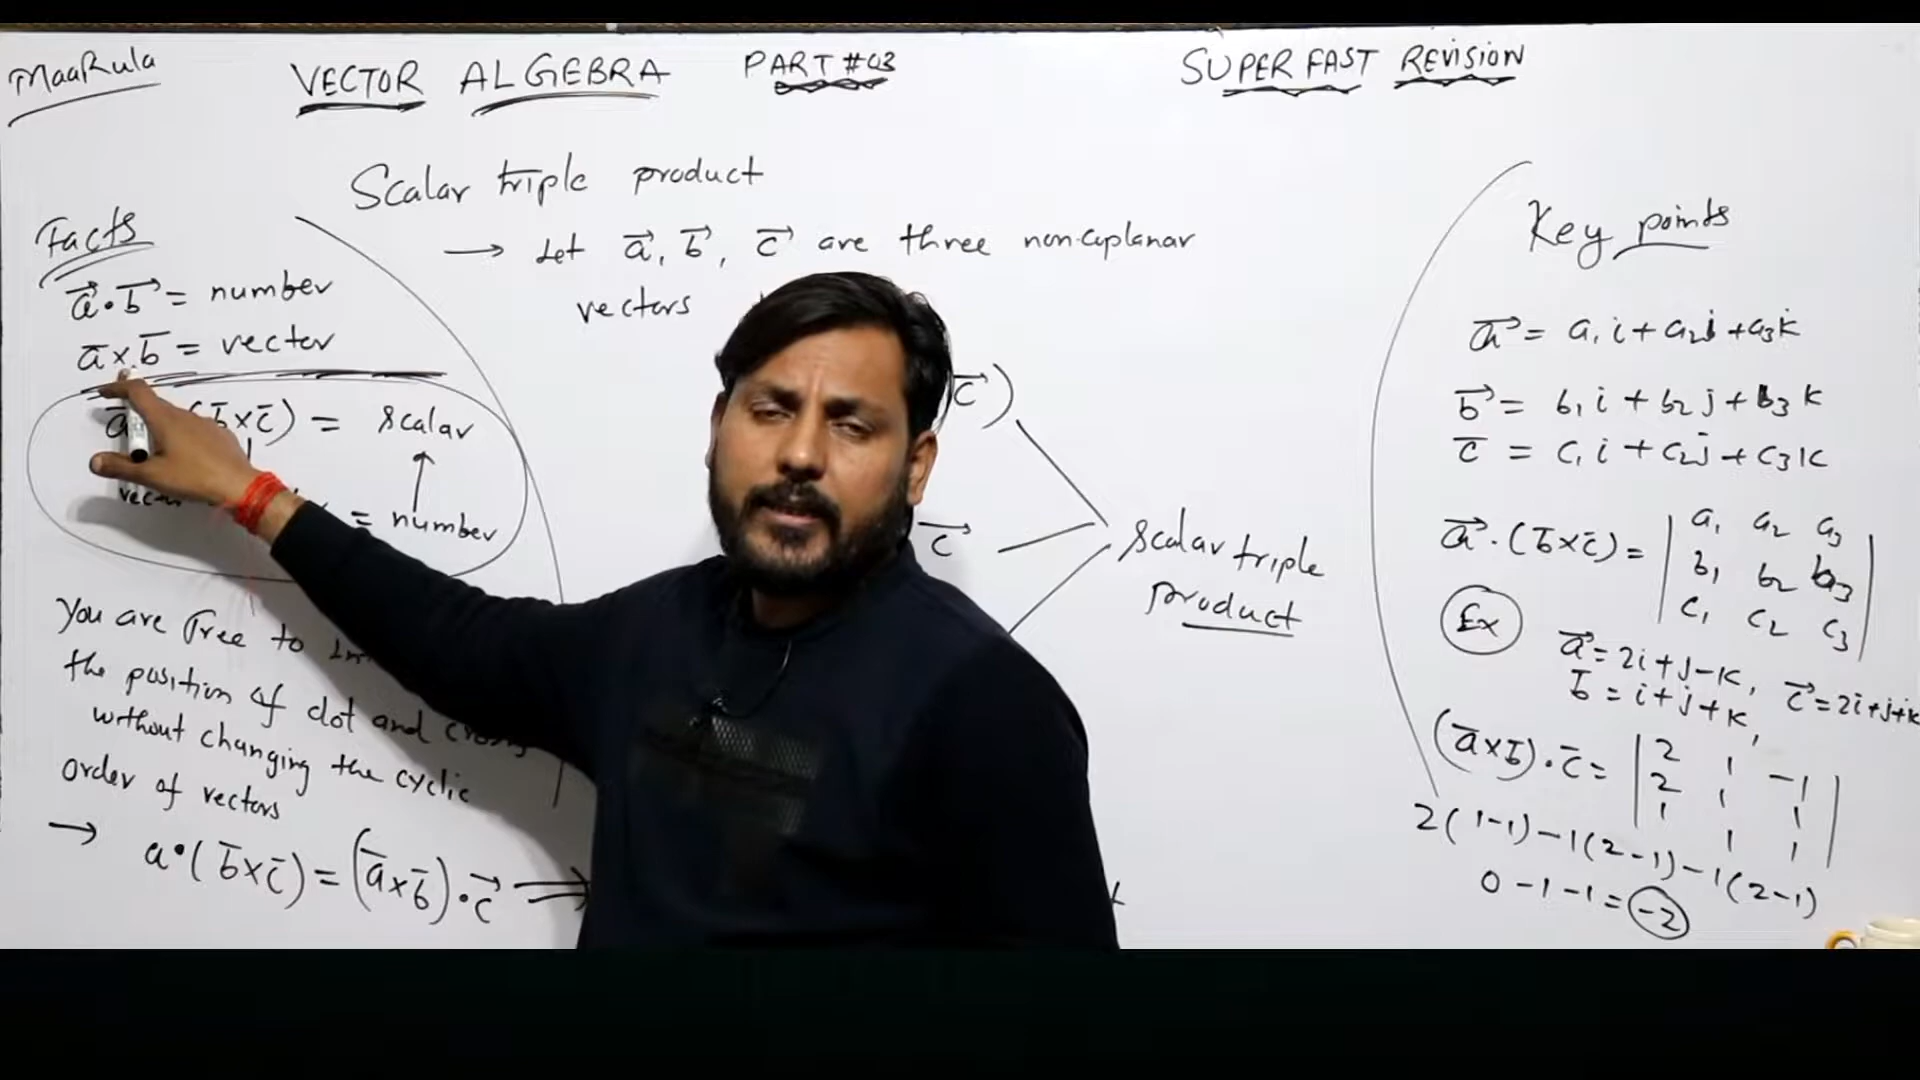 MaaRula
VECTOR ALGEBRA PART #03
SUPER FAST REVISION
Scalar triple product
→ Let a⃗, b⃗, c⃗ are three non-coplanar
vectors
c⃗)
c⃗
Scalar triple
product
Facts
a⃗·b⃗ = number
a̅×b̅ = vector
a̅ (b̅×c̅) = scalar
= number
You are free to
the position of dot and cross
without changing the cyclic
order of vectors
→ a·(b̅×c̅) = (a̅×b̅)·c⃗ ⇒
Key points
a⃗ = a₁i + a₂j + a₃k
b⃗ = b₁i + b₂j + b₃k
c̅ = c₁i + c₂j + c₃k
a⃗·(b̅×c̅) = | a₁ a₂ a₃ |
b₁ b₂ b₃
c₁ c₂ c₃
Ex
a⃗ = 2i+j-k,
b̅ = i+j+k, c⃗ = 2i+j+k
(a̅×b̅)·c̅ = | 2 1 -1 |
2 1 1
1 1 1
2(1-1)-1(2-1)-1(2-1)
0-1-1 = -2